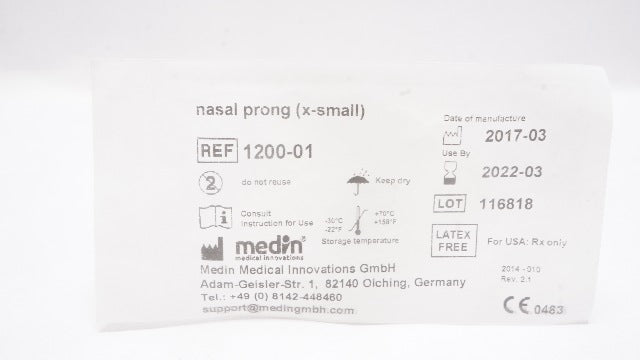 nasal prong (x-small)
Date of manufacture
2017-03
REF 1200-01
Use By
2022-03
2 do not reuse
Keep dry
LOT 116818
i Consult
Instruction for Use
-30°C
-22°F
+70°C
+158°F
Storage temperature
LATEX
FREE
For USA: Rx only
medin®
medical innovations
Medin Medical Innovations GmbH
Adam-Geisler-Str. 1, 82140 Olching, Germany
Tel.: +49 (0) 8142-448460
support@medingmbh.com
2014 - 010
Rev. 2.1
CE 0483